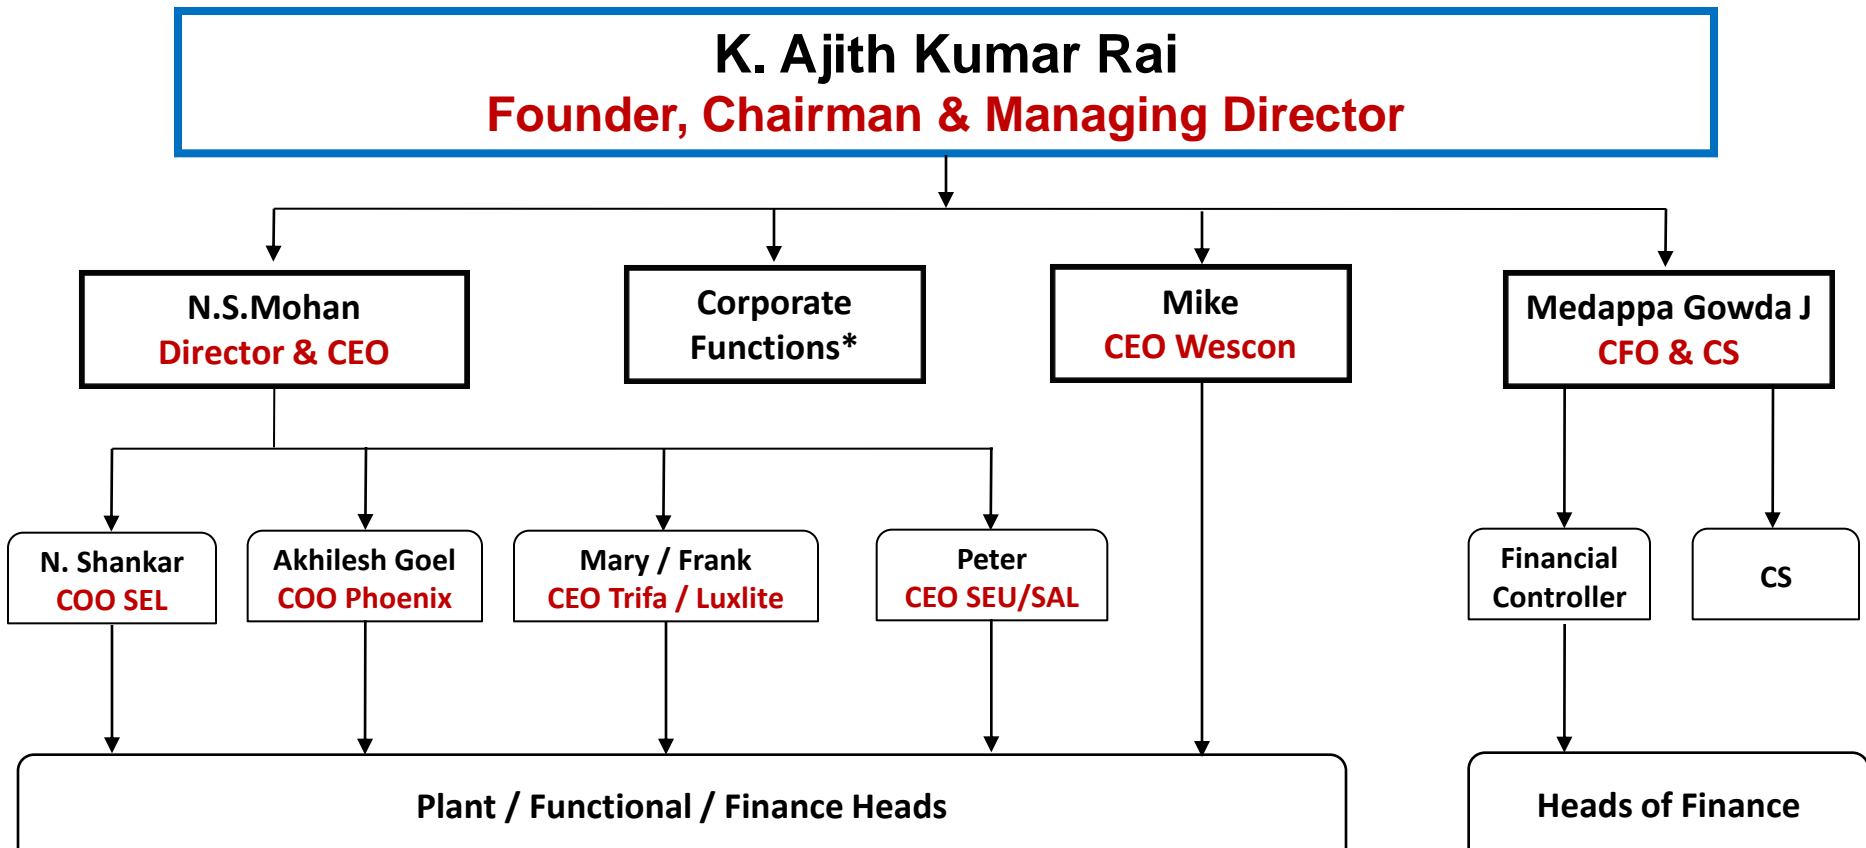 K. Ajith Kumar Rai
Founder, Chairman & Managing Director
N.S.Mohan
Director & CEO
Corporate
Functions*
Mike
CEO Wescon
Medappa Gowda J
CFO & CS
N. Shankar
COO SEL
Akhilesh Goel
COO Phoenix
Mary / Frank
CEO Trifa / Luxlite
Peter
CEO SEU/SAL
Financial
Controller
CS
Plant / Functional / Finance Heads
Heads of Finance